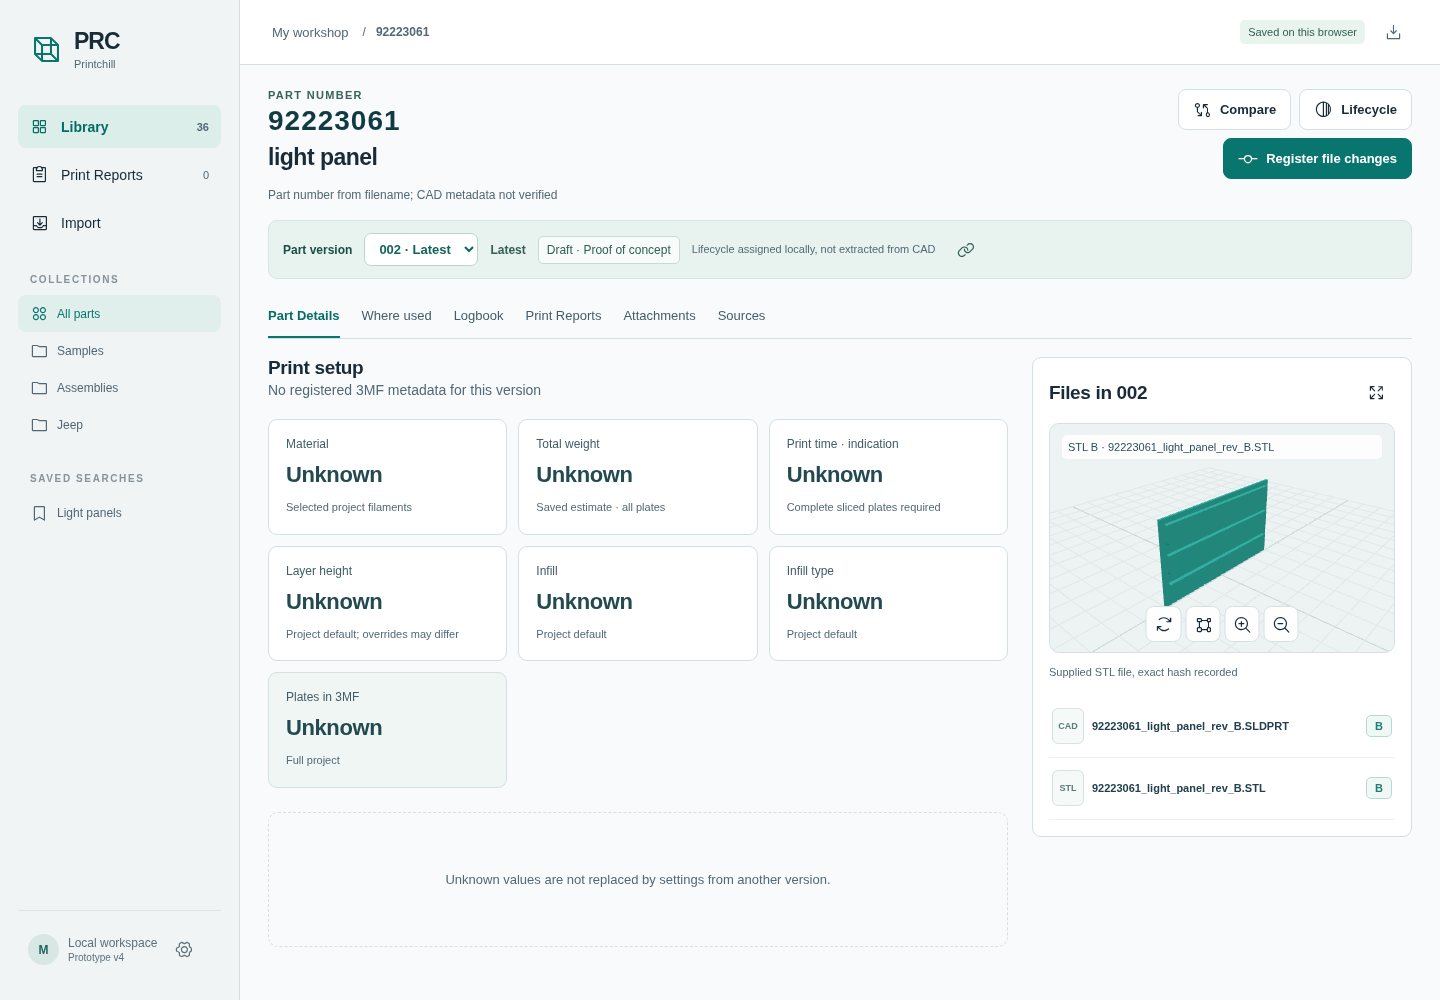 PRC
Printchill
Library 36
Print Reports 0
Import
COLLECTIONS
All parts
Samples
Assemblies
Jeep
SAVED SEARCHES
Light panels
M
Local workspace
Prototype v4
My workshop / 92223061
Saved on this browser
PART NUMBER
92223061
light panel
Part number from filename; CAD metadata not verified
Compare
Lifecycle
Register file changes
Part version
002 · Latest
Latest
Draft · Proof of concept
Lifecycle assigned locally, not extracted from CAD
Part Details
Where used
Logbook
Print Reports
Attachments
Sources
Print setup
No registered 3MF metadata for this version
Material
Unknown
Selected project filaments
Total weight
Unknown
Saved estimate · all plates
Print time · indication
Unknown
Complete sliced plates required
Layer height
Unknown
Project default; overrides may differ
Infill
Unknown
Project default
Infill type
Unknown
Project default
Plates in 3MF
Unknown
Full project
Unknown values are not replaced by settings from another version.
Files in 002
STL B · 92223061_light_panel_rev_B.STL
Supplied STL file, exact hash recorded
CAD
92223061_light_panel_rev_B.SLDPRT
B
STL
92223061_light_panel_rev_B.STL
B